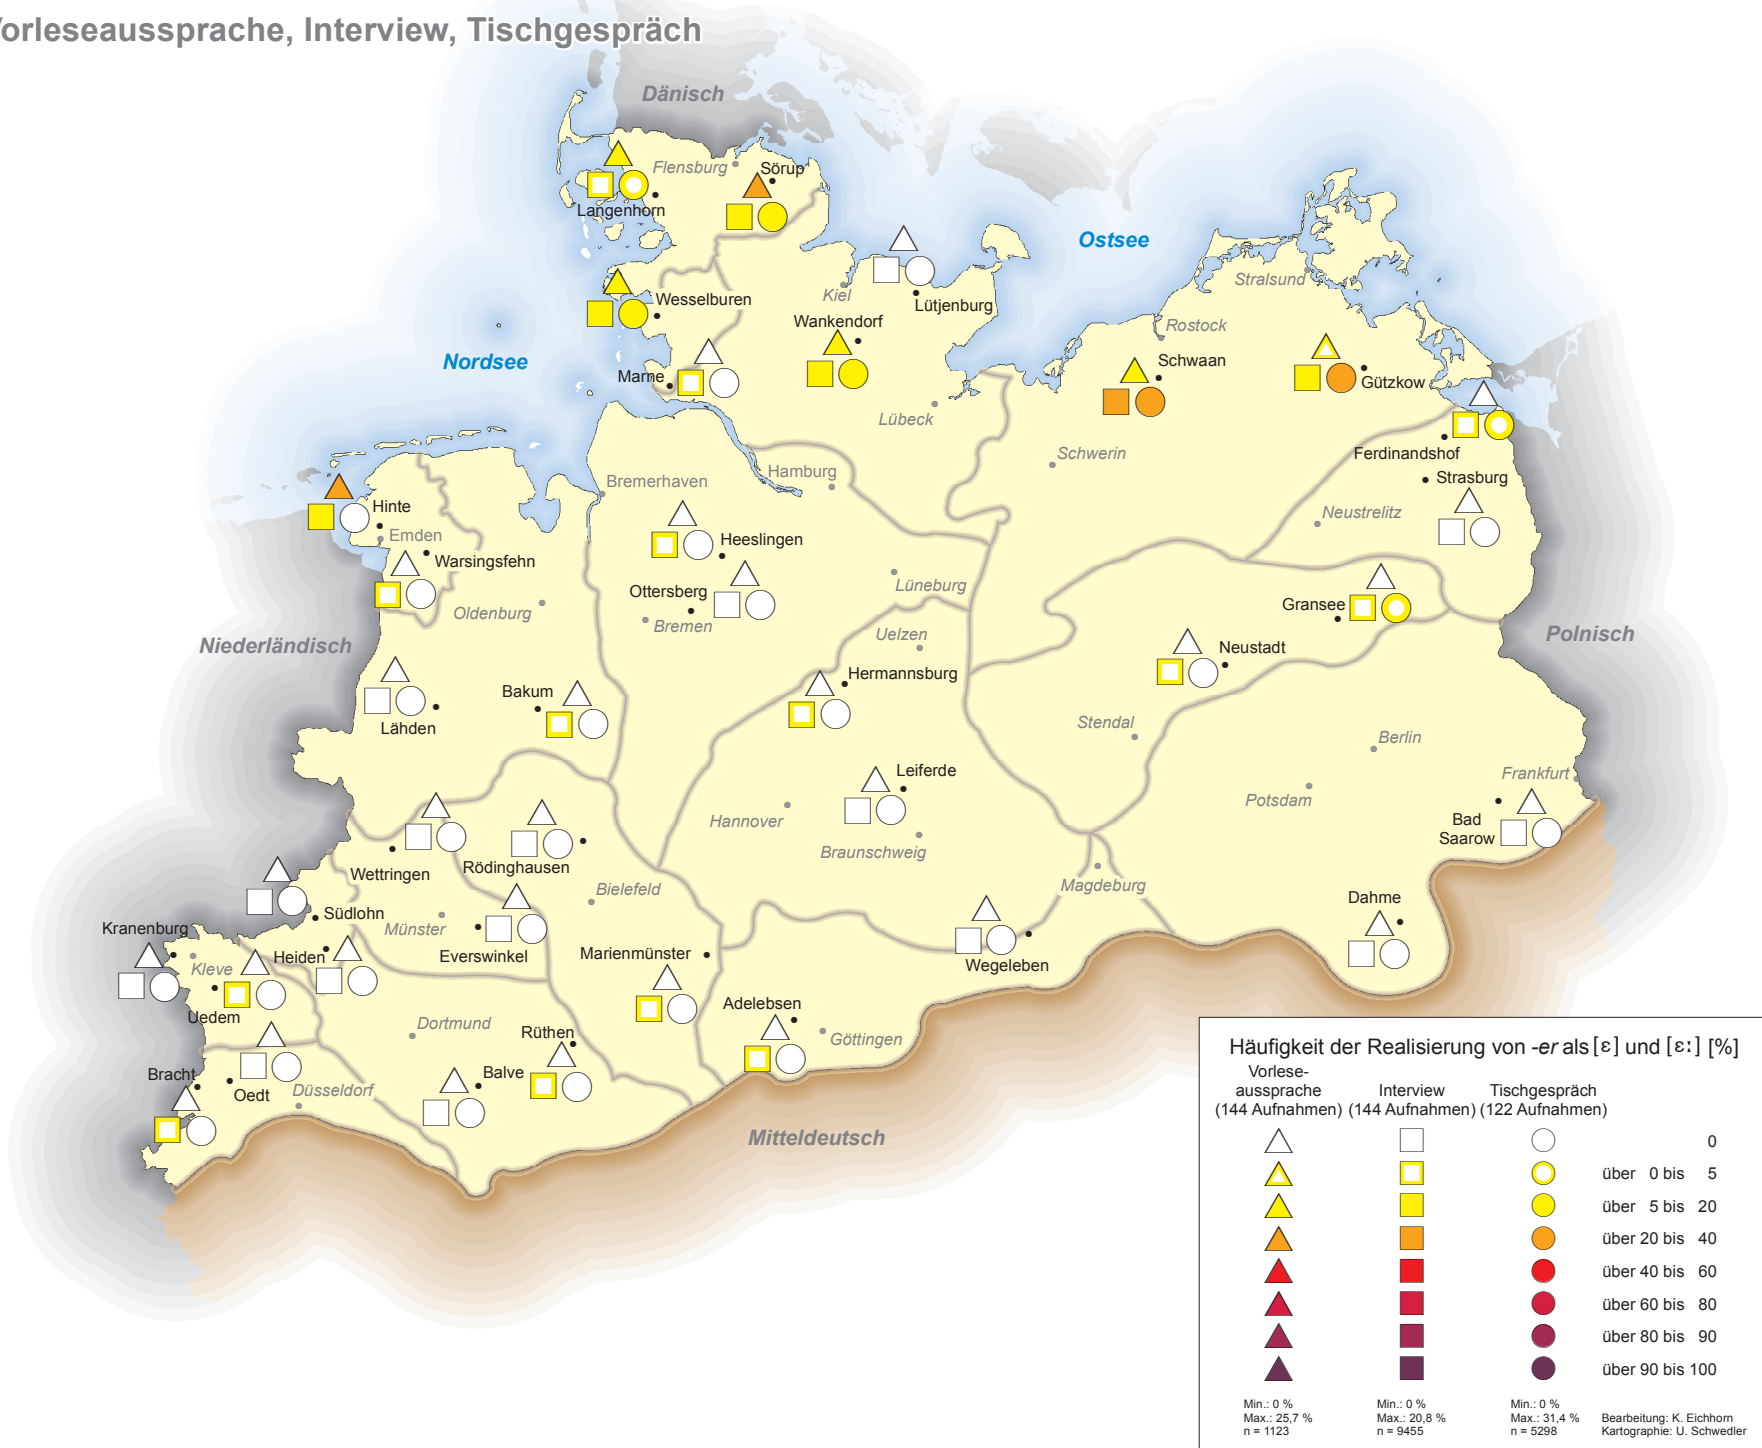 orleseaussprache, Interview, Tischgespräch
Dänisch
Flensburg
Sörup
Langenhorn
Ostsee
Stralsund
Kiel
Lütjenburg
Wesselburen
Wankendorf
Rostock
Nordsee
Schwaan
Marne
Gützkow
Lübeck
Ferdinandshof
Schwerin
Hamburg
Bremerhaven
Strasburg
Hinte
Neustrelitz
Emden
Heeslingen
Warsingsfehn
Lüneburg
Ottersberg
Gransee
Oldenburg
Bremen
Uelzen
Polnisch
Niederländisch
Neustadt
Hermannsburg
Bakum
Stendal
Lähden
Berlin
Leiferde
Frankfurt
Potsdam
Hannover
Bad
Saarow
Braunschweig
Rödinghausen
Wettringen
Magdeburg
Bielefeld
Dahme
Südlohn
Kranenburg
Münster
Heiden
Everswinkel
Marienmünster
Wegeleben
Kleve
Adelebsen
Uedem
Dortmund
Rüthen
Göttingen
Bracht
Balve
Oedt
Düsseldorf
Mitteldeutsch
Häufigkeit der Realisierung von -er als [ɛ] und [ɛː] [%]
Vorlese-
aussprache Interview Tischgespräch
(144 Aufnahmen) (144 Aufnahmen) (122 Aufnahmen)
0
über 0 bis 5
über 5 bis 20
über 20 bis 40
über 40 bis 60
über 60 bis 80
über 80 bis 90
über 90 bis 100
Min.: 0 % Min.: 0 % Min.: 0 %
Max.: 25,7 % Max.: 20,8 % Max.: 31,4 % Bearbeitung: K. Eichhorn
n = 1123 n = 9455 n = 5298 Kartographie: U. Schwedler